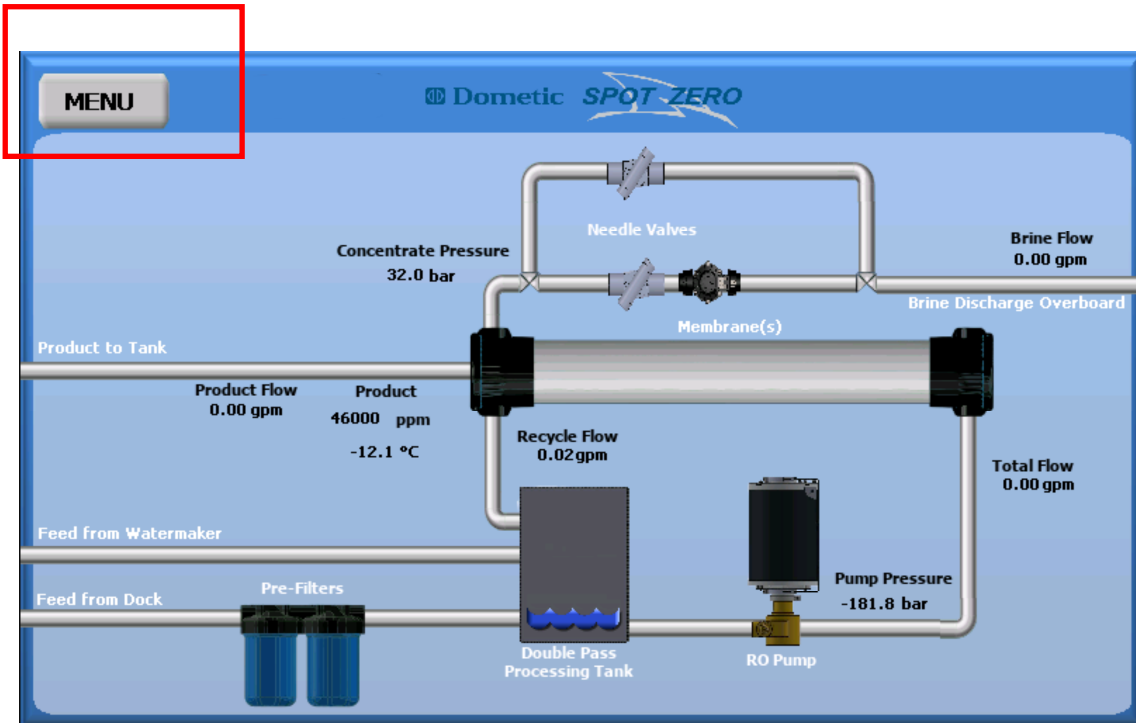 MENU
Dometic SPOT ZERO
Needle Valves
Concentrate Pressure
32.0 bar
Brine Flow
0.00 gpm
Brine Discharge Overboard
Membrane(s)
Product to Tank
Product Flow
0.00 gpm
Product
46000 ppm
-12.1 °C
Recycle Flow
0.02gpm
Total Flow
0.00 gpm
Feed from Watermaker
Pre-Filters
Feed from Dock
Pump Pressure
-181.8 bar
Double Pass
Processing Tank
RO Pump